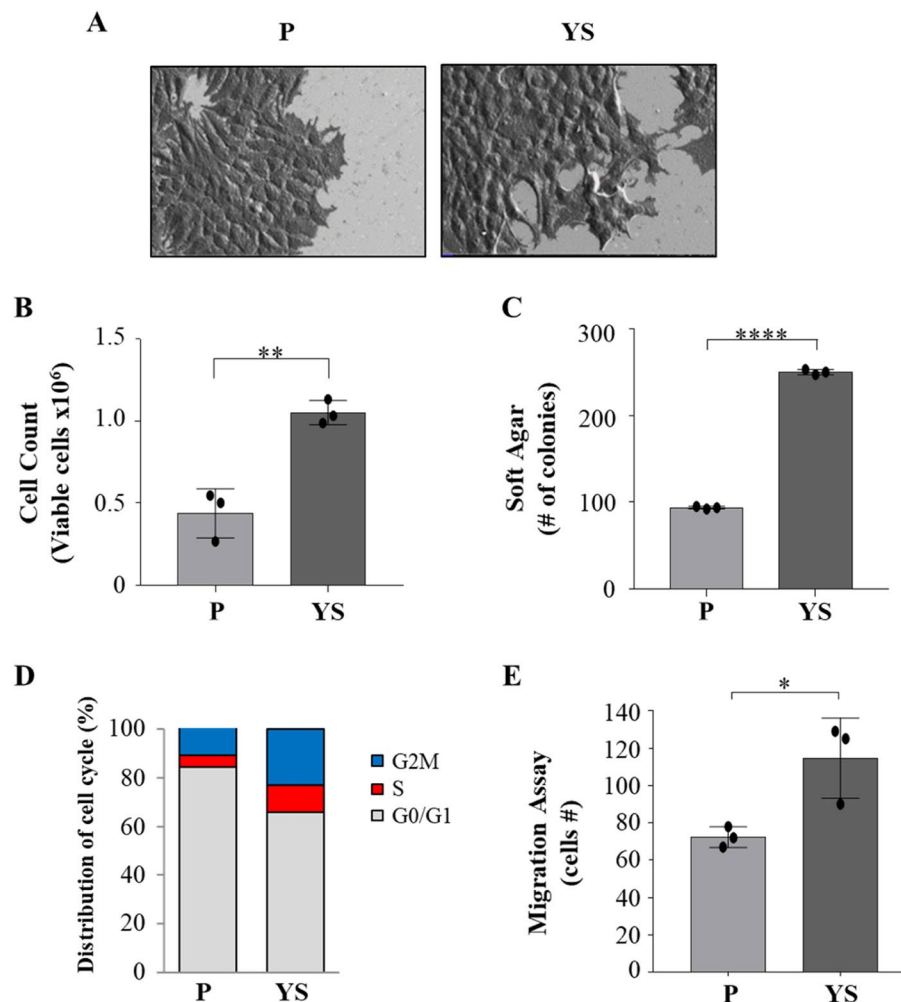 A
P
YS
B
Cell Count
(Viable cells x10⁶)
1.5
1.0
0.5
0
**
P
YS
C
Soft Agar
(# of colonies)
300
200
100
0
****
P
YS
D
Distribution of cell cycle (%)
100
80
60
40
20
0
P
YS
G2M
S
G0/G1
E
Migration Assay
(cells #)
140
120
80
60
40
20
0
100
*
P
YS